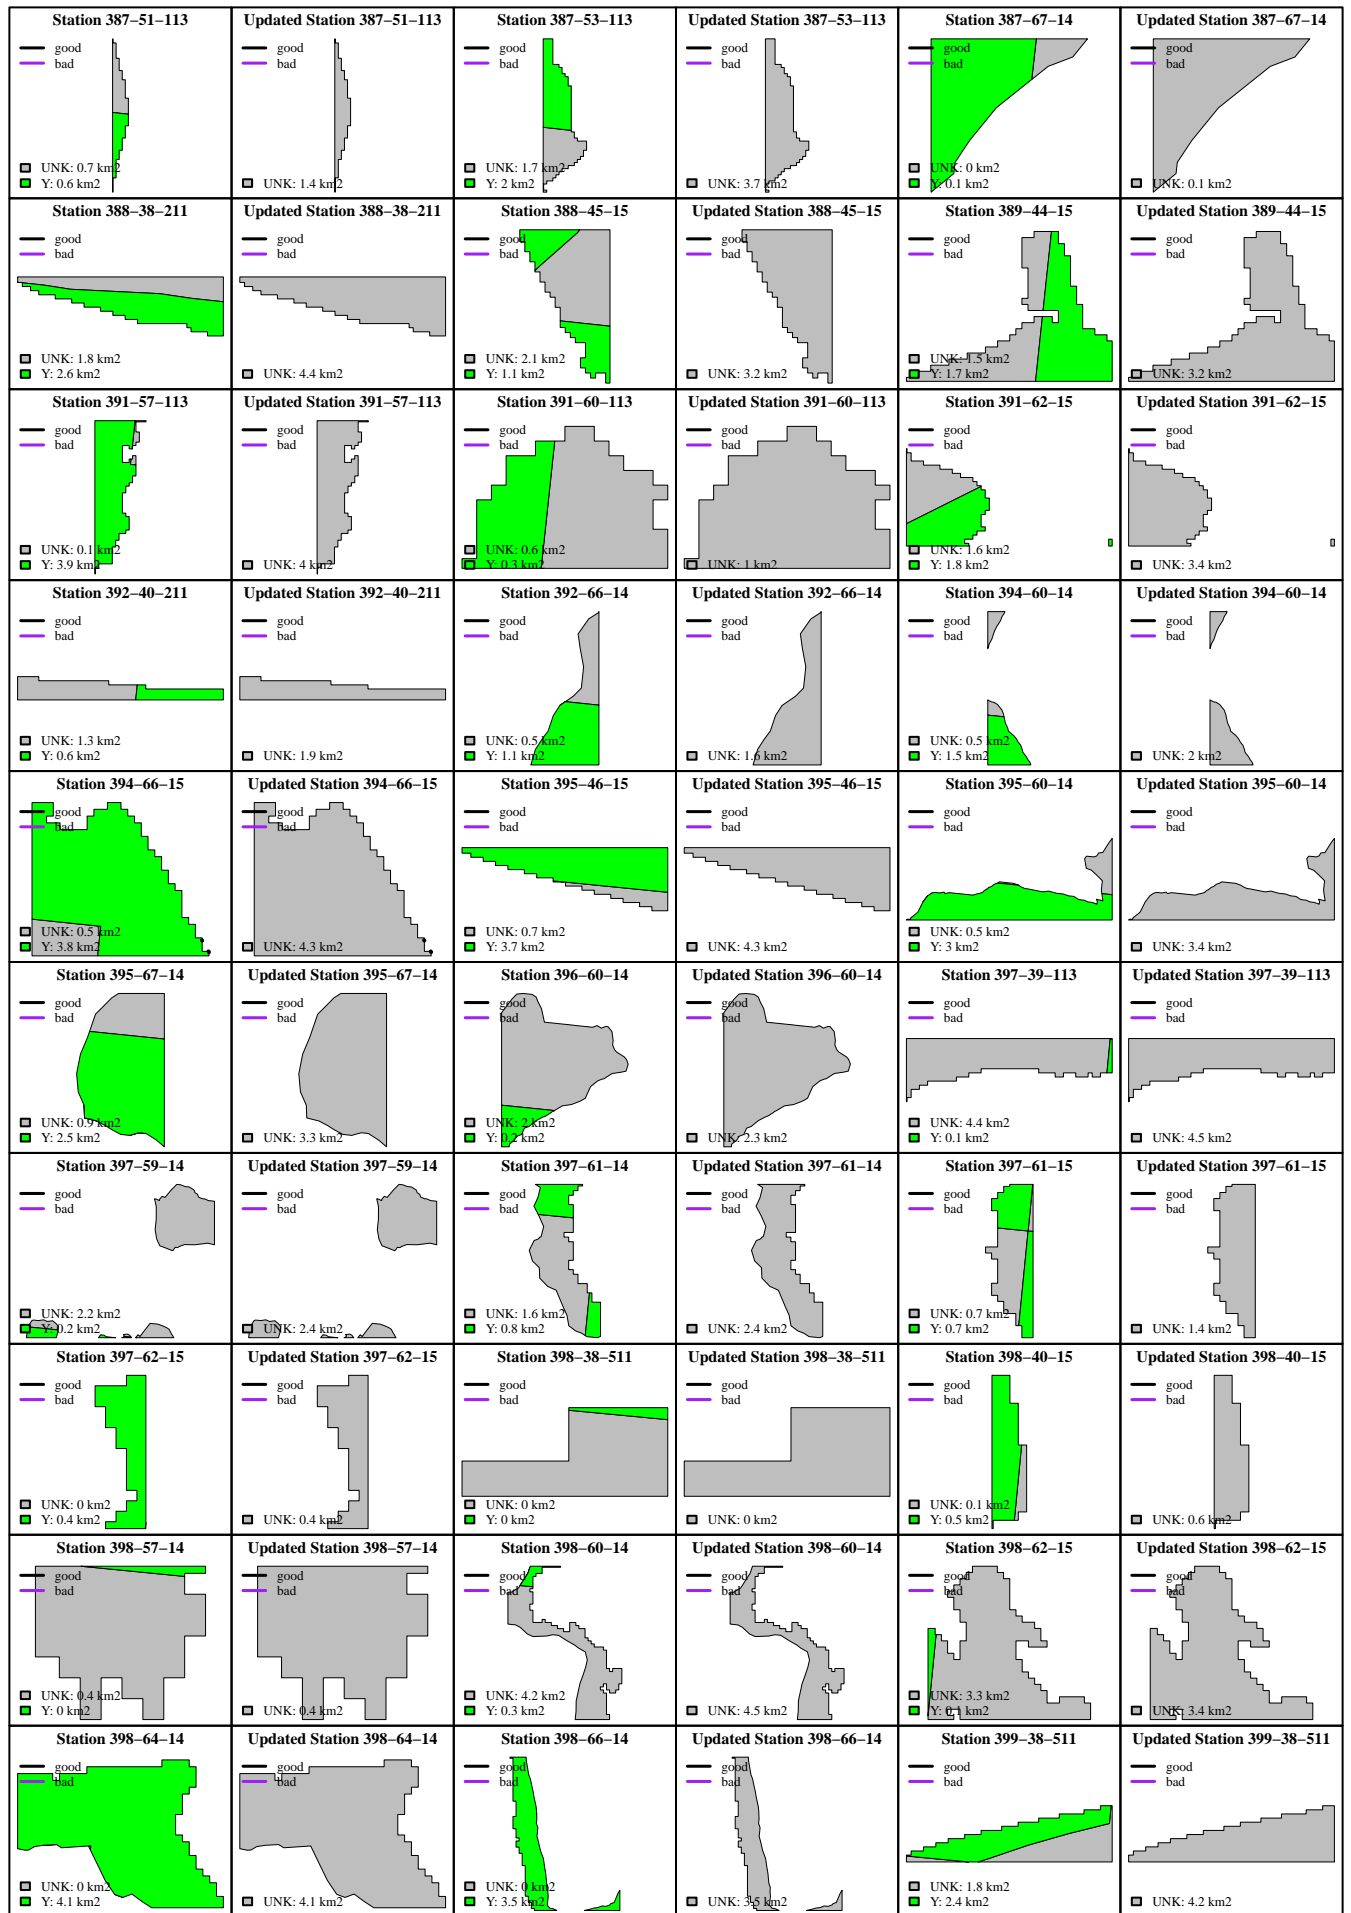 Station 387–51–113
good
bad
UNK: 0.7 km2
Y: 0.6 km2
Updated Station 387–51–113
good
bad
UNK: 1.4 km2
Station 387–53–113
good
bad
UNK: 1.7 km2
Y: 2 km2
Updated Station 387–53–113
good
bad
UNK: 3.7 km2
Station 387–67–14
good
bad
UNK: 0 km2
Y: 0.1 km2
Updated Station 387–67–14
good
bad
UNK: 0.1 km2
Station 388–38–211
good
bad
UNK: 1.8 km2
Y: 2.6 km2
Updated Station 388–38–211
good
bad
UNK: 4.4 km2
Station 388–45–15
good
bad
UNK: 2.1 km2
Y: 1.1 km2
Updated Station 388–45–15
good
bad
UNK: 3.2 km2
Station 389–44–15
good
bad
UNK: 1.5 km2
Y: 1.7 km2
Updated Station 389–44–15
good
bad
UNK: 3.2 km2
Station 391–57–113
good
bad
UNK: 0.1 km2
Y: 3.9 km2
Updated Station 391–57–113
good
bad
UNK: 4 km2
Station 391–60–113
good
bad
UNK: 0.6 km2
Y: 0.3 km2
Updated Station 391–60–113
good
bad
UNK: 1 km2
Station 391–62–15
good
bad
UNK: 1.6 km2
Y: 1.8 km2
Updated Station 391–62–15
good
bad
UNK: 3.4 km2
Station 392–40–211
good
bad
UNK: 1.3 km2
Y: 0.6 km2
Updated Station 392–40–211
good
bad
UNK: 1.9 km2
Station 392–66–14
good
bad
UNK: 0.5 km2
Y: 1.1 km2
Updated Station 392–66–14
good
bad
UNK: 1.6 km2
Station 394–60–14
good
bad
UNK: 0.5 km2
Y: 1.5 km2
Updated Station 394–60–14
good
bad
UNK: 2 km2
Station 394–66–15
good
bad
UNK: 0.5 km2
Y: 3.8 km2
Updated Station 394–66–15
good
bad
UNK: 4.3 km2
Station 395–46–15
good
bad
UNK: 0.7 km2
Y: 3.7 km2
Updated Station 395–46–15
good
bad
UNK: 4.3 km2
Station 395–60–14
good
bad
UNK: 0.5 km2
Y: 3 km2
Updated Station 395–60–14
good
bad
UNK: 3.4 km2
Station 395–67–14
good
bad
UNK: 0.9 km2
Y: 2.5 km2
Updated Station 395–67–14
good
bad
UNK: 3.3 km2
Station 396–60–14
good
bad
UNK: 2 km2
Y: 0.2 km2
Updated Station 396–60–14
good
bad
UNK: 2.3 km2
Station 397–39–113
good
bad
UNK: 4.4 km2
Y: 0.1 km2
Updated Station 397–39–113
good
bad
UNK: 4.5 km2
Station 397–59–14
good
bad
UNK: 2.2 km2
Y: 0.2 km2
Updated Station 397–59–14
good
bad
UNK: 2.4 km2
Station 397–61–14
good
bad
UNK: 1.6 km2
Y: 0.8 km2
Updated Station 397–61–14
good
bad
UNK: 2.4 km2
Station 397–61–15
good
bad
UNK: 0.7 km2
Y: 0.7 km2
Updated Station 397–61–15
good
bad
UNK: 1.4 km2
Station 397–62–15
good
bad
UNK: 0 km2
Y: 0.4 km2
Updated Station 397–62–15
good
bad
UNK: 0.4 km2
Station 398–38–511
good
bad
UNK: 0 km2
Y: 0 km2
Updated Station 398–38–511
good
bad
UNK: 0 km2
Station 398–40–15
good
bad
UNK: 0.1 km2
Y: 0.5 km2
Updated Station 398–40–15
good
bad
UNK: 0.6 km2
Station 398–57–14
good
bad
UNK: 0.4 km2
Y: 0 km2
Updated Station 398–57–14
good
bad
UNK: 0.4 km2
Station 398–60–14
good
bad
UNK: 4.2 km2
Y: 0.3 km2
Updated Station 398–60–14
good
bad
UNK: 4.5 km2
Station 398–62–15
good
bad
UNK: 3.3 km2
Y: 0.1 km2
Updated Station 398–62–15
good
bad
UNK: 3.4 km2
Station 398–64–14
good
bad
UNK: 0 km2
Y: 4.1 km2
Updated Station 398–64–14
good
bad
UNK: 4.1 km2
Station 398–66–14
good
bad
UNK: 0 km2
Y: 3.5 km2
Updated Station 398–66–14
good
bad
UNK: 3.5 km2
Station 399–38–511
good
bad
UNK: 1.8 km2
Y: 2.4 km2
Updated Station 399–38–511
good
bad
UNK: 4.2 km2